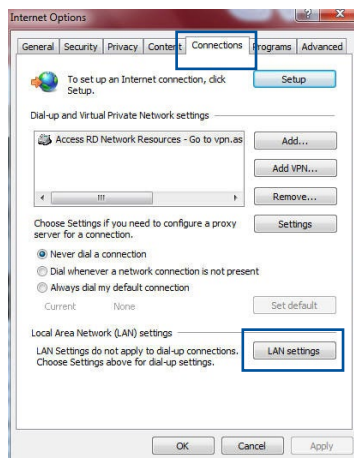 Internet Options
General Security Privacy Content Connections Programs Advanced
To set up an Internet connection, click
Setup.
Setup
Dial-up and Virtual Private Network settings
Access RD Network Resources - Go to vpn.as
Add...
Add VPN...
Remove...
Choose Settings if you need to configure a proxy
server for a connection.
Settings
Never dial a connection
Dial whenever a network connection is not present
Always dial my default connection
Current None
Set default
Local Area Network (LAN) settings
LAN Settings do not apply to dial-up connections.
Choose Settings above for dial-up settings.
LAN settings
OK Cancel Apply